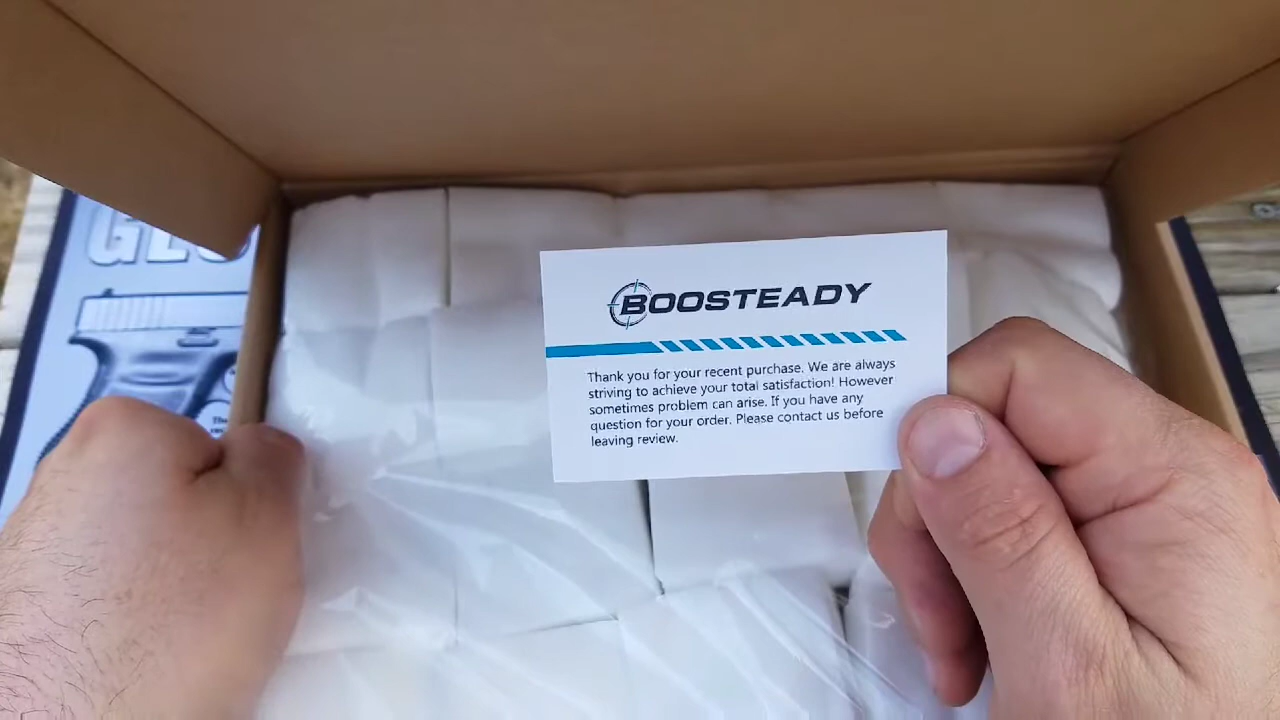 BOOSTEADY
Thank you for your recent purchase. We are always
striving to achieve your total satisfaction! However
sometimes problem can arise. If you have any
question for your order. Please contact us before
leaving review.